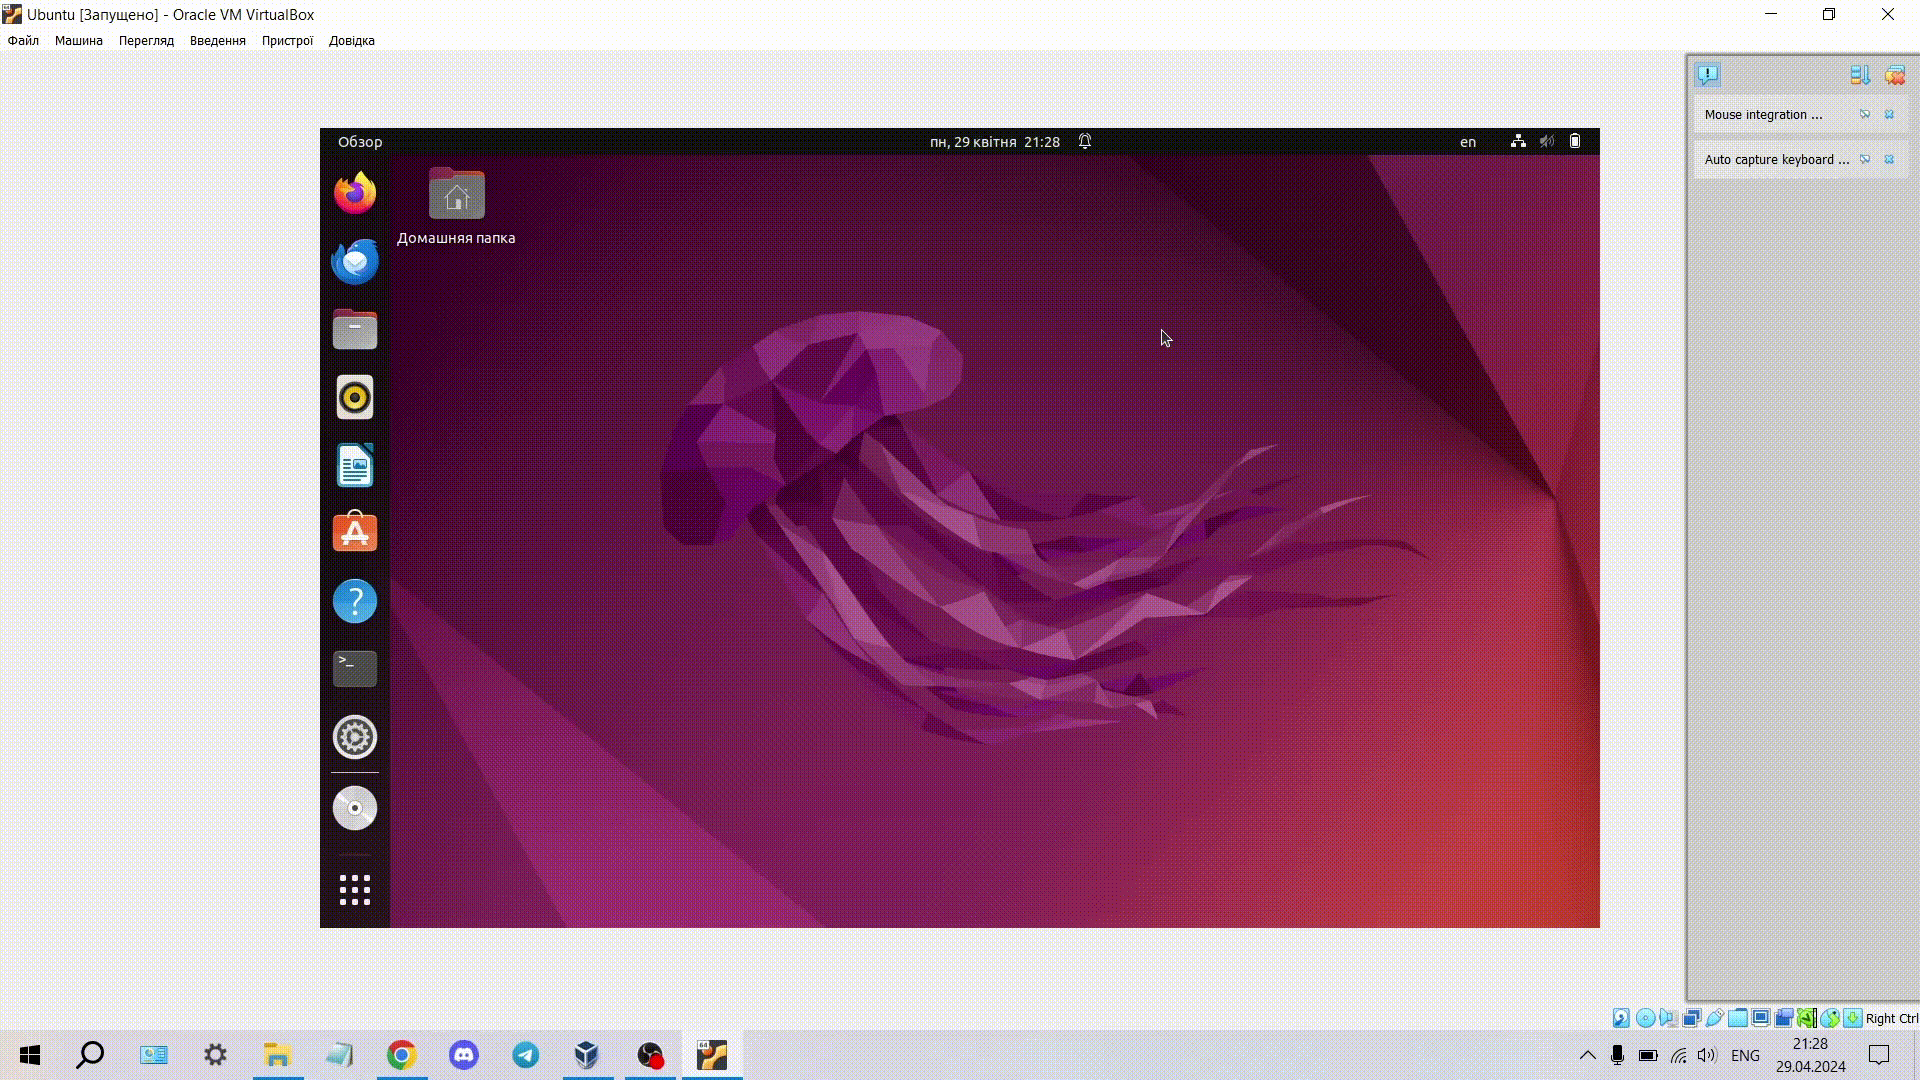 Ubuntu [Запущено] - Oracle VM VirtualBox
Файл Машина Перегляд Введення Пристрої Довідка
Mouse integration ...
Auto capture keyboard ...
Обзор
пн, 29 квітня 21:28
en
Домашняя папка
Right Ctrl
ENG
21:28
29.04.2024